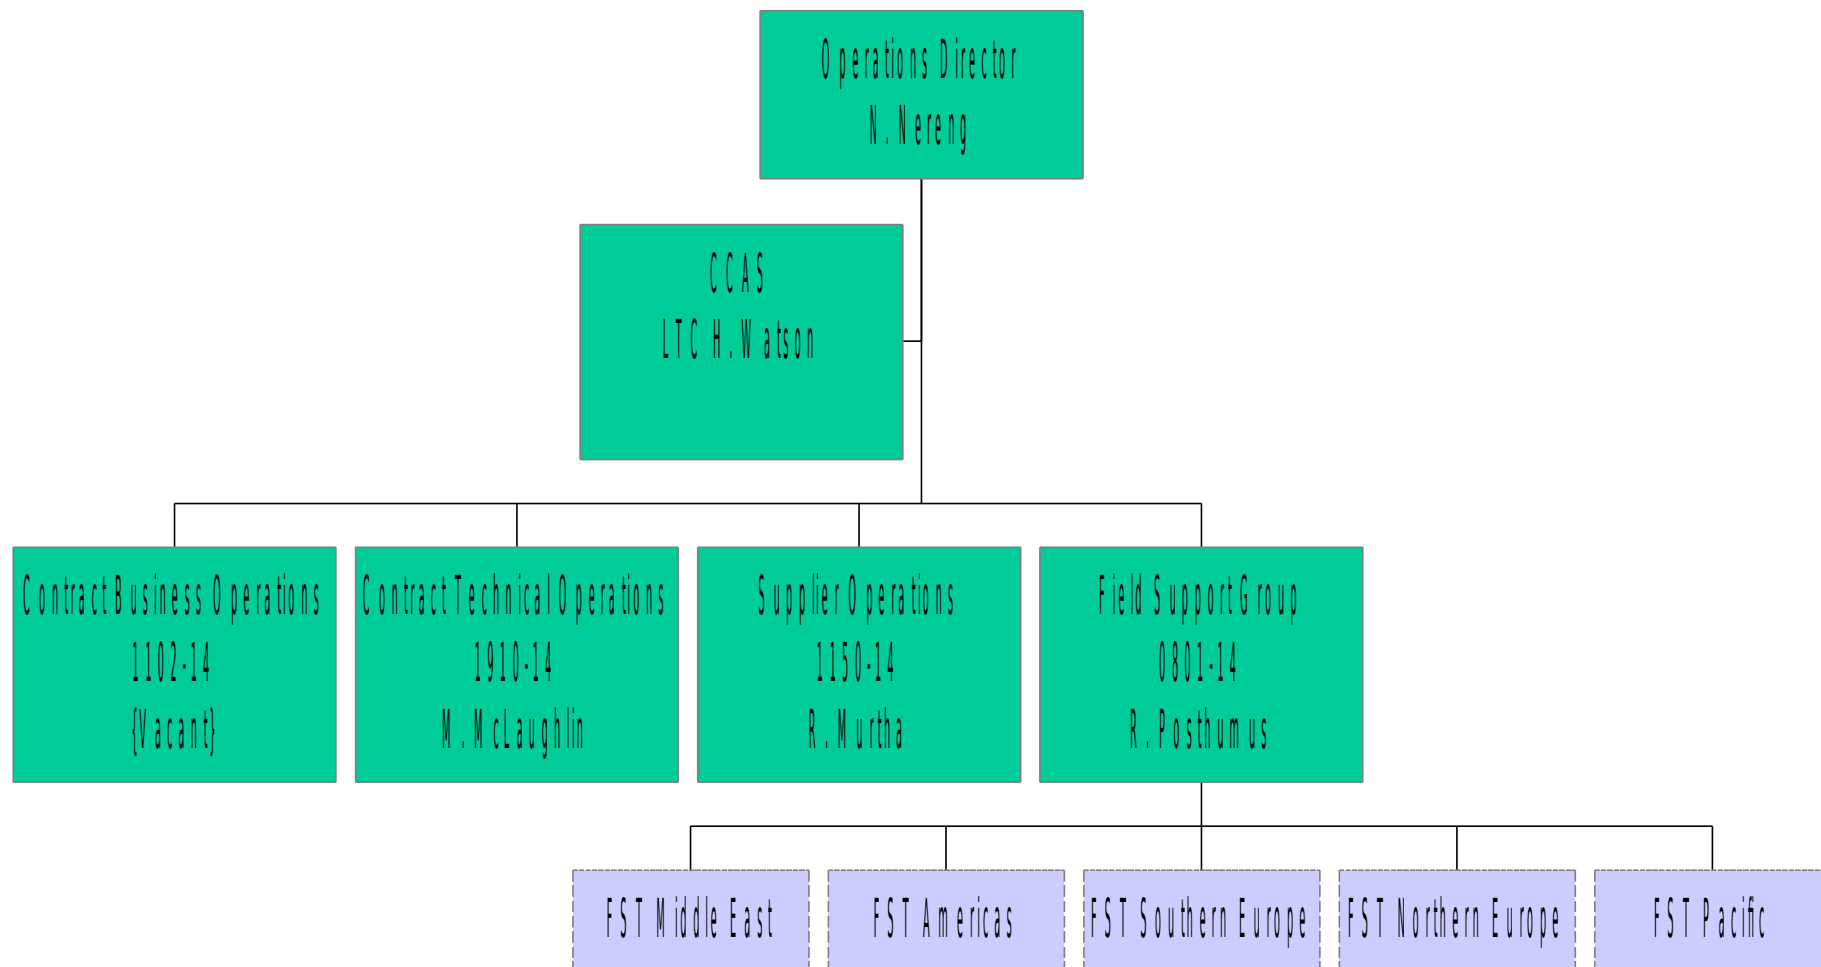 Operations Director
N. Nereng
CCAS
LTC H. Watson
Contract Business Operations
1102-14
{Vacant}
Contract Technical Operations
1910-14
M. McLaughlin
Supplier Operations
1150-14
R. Murtha
Field Support Group
0801-14
R. Posthumus
FST Middle East
FST Americas
FST Southern Europe
FST Northern Europe
FST Pacific